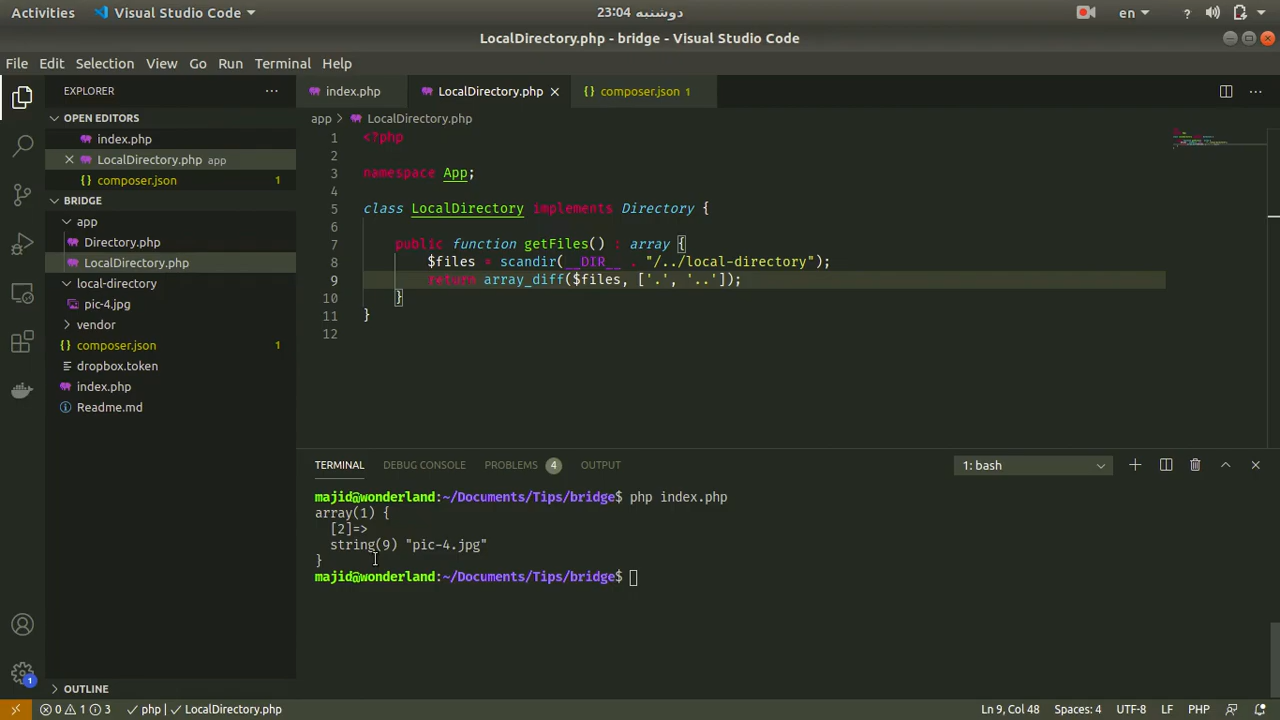 Activities
Visual Studio Code
دوشنبه 23:04
en
LocalDirectory.php - bridge - Visual Studio Code
File Edit Selection View Go Run Terminal Help
EXPLORER
OPEN EDITORS
index.php
LocalDirectory.php app
composer.json 1
BRIDGE
app
Directory.php
LocalDirectory.php
local-directory
pic-4.jpg
vendor
composer.json 1
dropbox.token
index.php
Readme.md
OUTLINE
index.php LocalDirectory.php composer.json 1
app > LocalDirectory.php
1 <?php
2
3 namespace App;
4
5 class LocalDirectory implements Directory {
6
7 public function getFiles() : array {
8 $files = scandir(__DIR__ . "/../local-directory");
9 return array_diff($files, ['.', '..']);
10 }
11 }
12
TERMINAL DEBUG CONSOLE PROBLEMS 4 OUTPUT 1: bash
majid@wonderland:~/Documents/Tips/bridge$ php index.php
array(1) {
[2]=>
string(9) "pic-4.jpg"
}
majid@wonderland:~/Documents/Tips/bridge$
1
0 1 3 php LocalDirectory.php Ln 9, Col 48 Spaces: 4 UTF-8 LF PHP